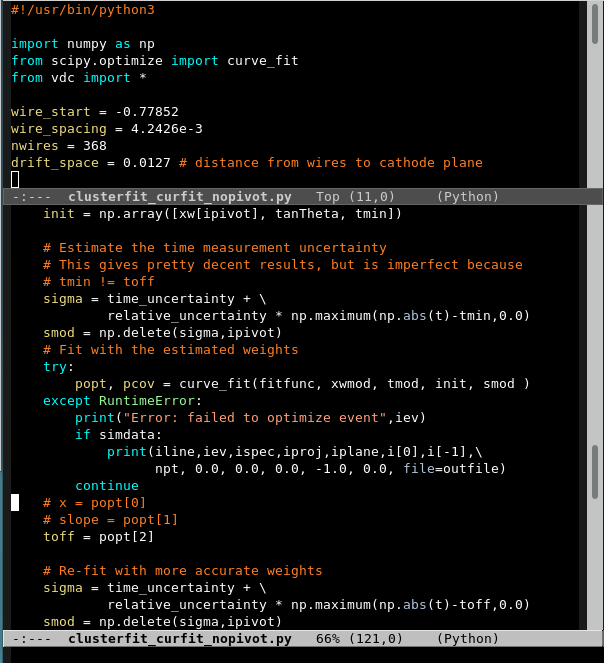 #!/usr/bin/python3

import numpy as np
from scipy.optimize import curve_fit
from vdc import *

wire_start = -0.77852
wire_spacing = 4.2426e-3
nwires = 368
drift_space = 0.0127 # distance from wires to cathode plane

-:---  clusterfit_curfit_nopivot.py   Top (11,0)     (Python)
    init = np.array([xw[ipivot], tanTheta, tmin])

    # Estimate the time measurement uncertainty
    # This gives pretty decent results, but is imperfect because
    # tmin != toff
    sigma = time_uncertainty + \
            relative_uncertainty * np.maximum(np.abs(t)-tmin,0.0)
    smod = np.delete(sigma,ipivot)
    # Fit with the estimated weights
    try:
        popt, pcov = curve_fit(fitfunc, xwmod, tmod, init, smod )
    except RuntimeError:
        print("Error: failed to optimize event",iev)
        if simdata:
            print(iline,iev,ispec,iproj,iplane,i[0],i[-1],\
                  npt, 0.0, 0.0, 0.0, -1.0, 0.0, file=outfile)
        continue
    # x = popt[0]
    # slope = popt[1]
    toff = popt[2]

    # Re-fit with more accurate weights
    sigma = time_uncertainty + \
            relative_uncertainty * np.maximum(np.abs(t)-toff,0.0)
    smod = np.delete(sigma,ipivot)
-:---  clusterfit_curfit_nopivot.py   66% (121,0)    (Python)